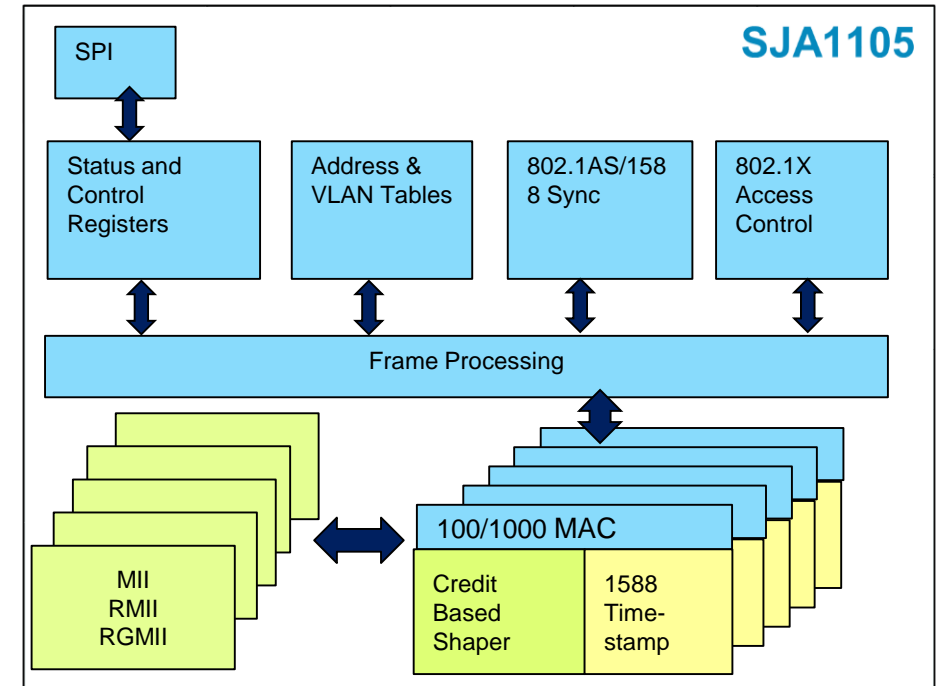 SJA1105
SPI
Status and
Control
Registers
Address &
VLAN Tables
802.1AS/158
8 Sync
802.1X
Access
Control
Frame Processing
MII
RMII
RGMII
100/1000 MAC
Credit
Based
Shaper
1588
Time-
stamp